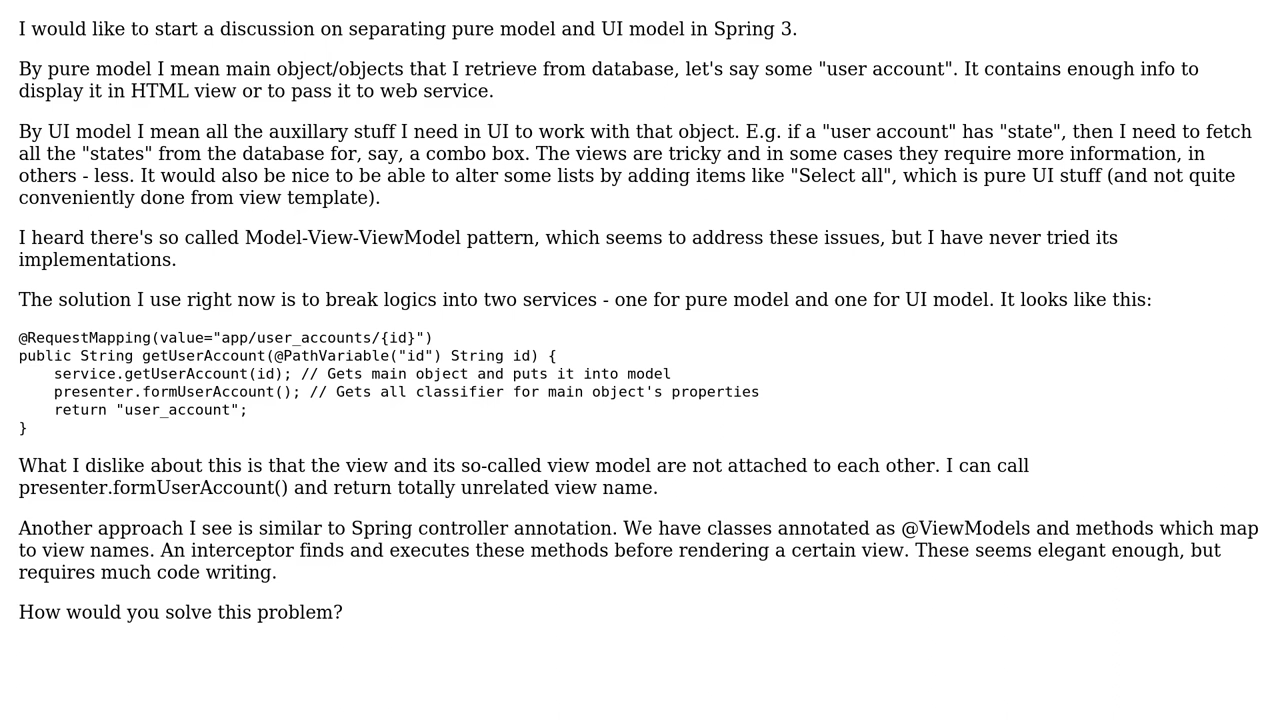 I would like to start a discussion on separating pure model and UI model in Spring 3.
By pure model I mean main object/objects that I retrieve from database, let's say some "user account". It contains enough info to
display it in HTML view or to pass it to web service.
By UI model I mean all the auxillary stuff I need in UI to work with that object. E.g. if a "user account" has "state", then I need to fetch
all the "states" from the database for, say, a combo box. The views are tricky and in some cases they require more information, in
others - less. It would also be nice to be able to alter some lists by adding items like "Select all", which is pure UI stuff (and not quite
conveniently done from view template).
I heard there's so called Model-View-ViewModel pattern, which seems to address these issues, but I have never tried its
implementations.
The solution I use right now is to break logics into two services - one for pure model and one for UI model. It looks like this:
@RequestMapping(value="app/user_accounts/{id}")
public String getUserAccount(@PathVariable("id") String id) {
    service.getUserAccount(id); // Gets main object and puts it into model
    presenter.formUserAccount(); // Gets all classifier for main object's properties
    return "user_account";
}
What I dislike about this is that the view and its so-called view model are not attached to each other. I can call
presenter.formUserAccount() and return totally unrelated view name.
Another approach I see is similar to Spring controller annotation. We have classes annotated as @ViewModels and methods which map
to view names. An interceptor finds and executes these methods before rendering a certain view. These seems elegant enough, but
requires much code writing.
How would you solve this problem?